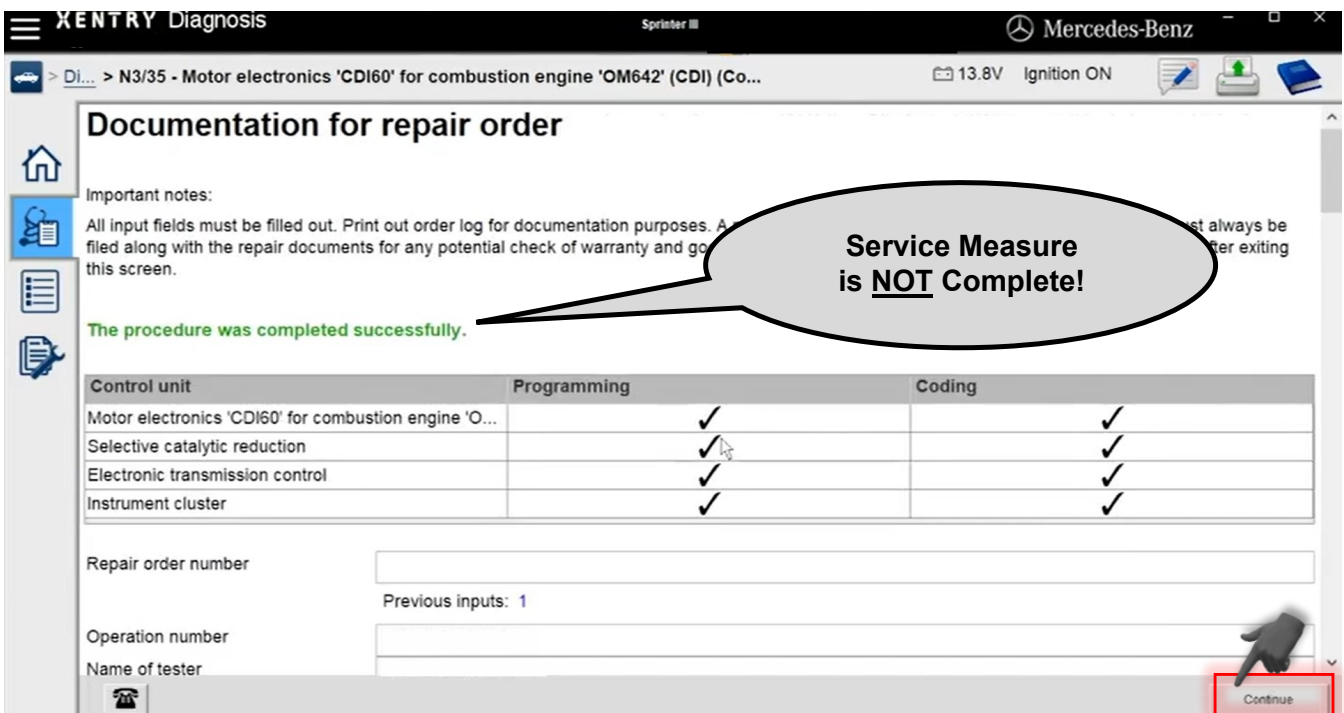 XENTRY Diagnosis
Sprinter III
Mercedes-Benz
> Di... > N3/35 - Motor electronics 'CDI60' for combustion engine 'OM642' (CDI) (Co...
13.8V
Ignition ON
Documentation for repair order
Important notes:
All input fields must be filled out. Print out order log for documentation purposes. A st always be
filed along with the repair documents for any potential check of warranty and go ter exiting
this screen.
Service Measure
is NOT Complete!
The procedure was completed successfully.
Control unit Programming Coding
Motor electronics 'CDI60' for combustion engine 'O... ✓ ✓
Selective catalytic reduction ✓ ✓
Electronic transmission control ✓ ✓
Instrument cluster ✓ ✓
Repair order number
Previous inputs: 1
Operation number
Name of tester
Continue